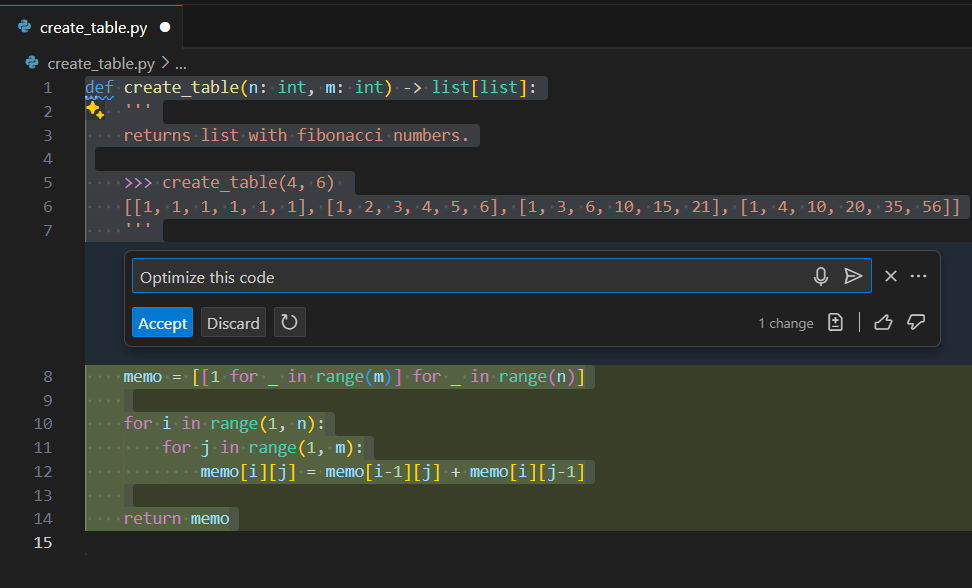 create_table.py
create_table.py > ...
1 def create_table(n: int, m: int) -> list[list]:
2 '''
3 returns list with fibonacci numbers.
4
5 >>> create_table(4, 6)
6 [[1, 1, 1, 1, 1, 1], [1, 2, 3, 4, 5, 6], [1, 3, 6, 10, 15, 21], [1, 4, 10, 20, 35, 56]]
7 '''
Optimize this code
Accept Discard 1 change
8 memo = [[1 for _ in range(m)] for _ in range(n)]
9
10 for i in range(1, n):
11 for j in range(1, m):
12 memo[i][j] = memo[i-1][j] + memo[i][j-1]
13
14 return memo
15